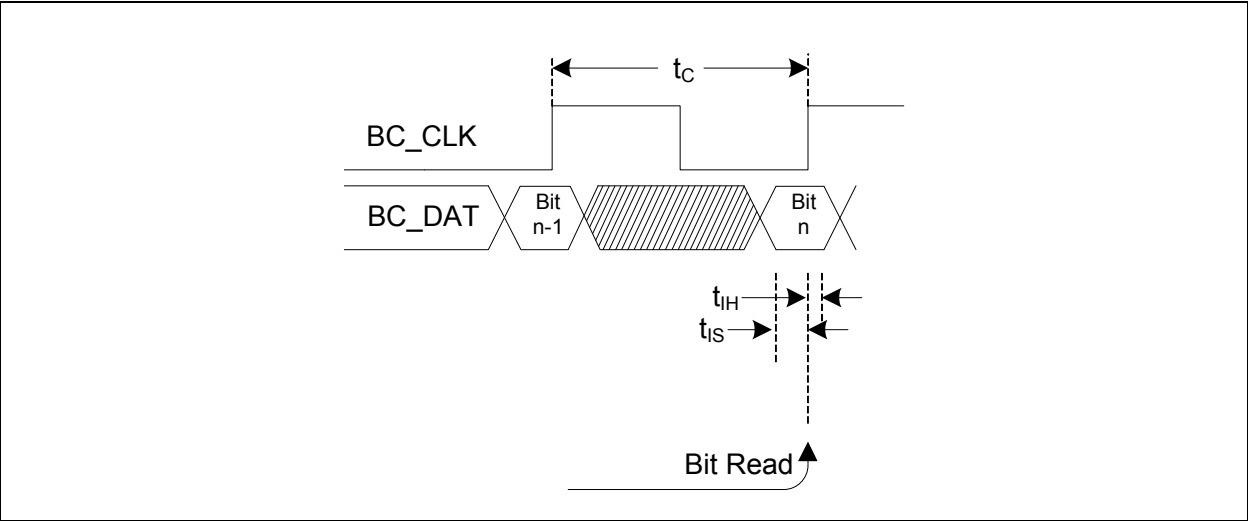 tC
BC_CLK
BC_DAT
Bit
n-1
Bit
n
tIH
tIS
Bit Read